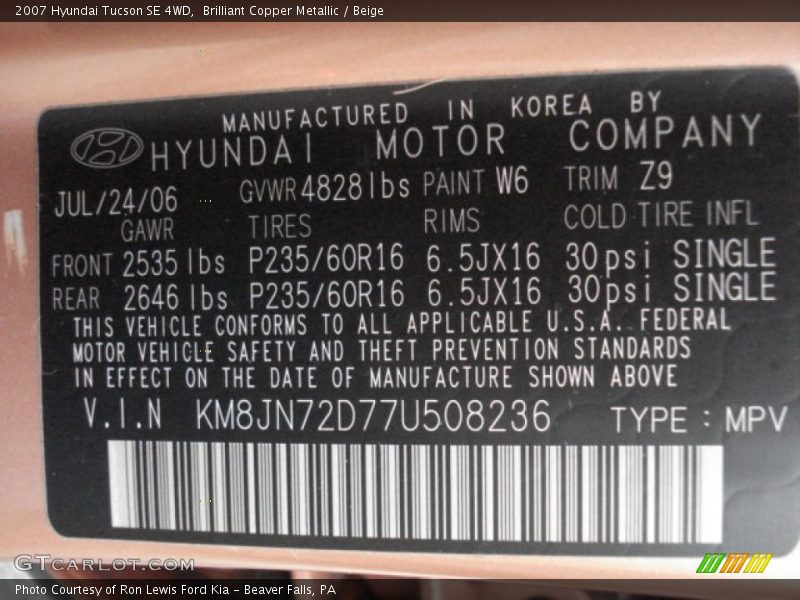 2007 Hyundai Tucson SE 4WD,  Brilliant Copper Metallic / Beige
MANUFACTURED IN KOREA BY
HYUNDAI MOTOR COMPANY
JUL/24/06 GVWR 4828lbs PAINT W6 TRIM Z9
GAWR TIRES RIMS COLD TIRE INFL
FRONT 2535 lbs P235/60R16 6.5JX16 30psi SINGLE
REAR 2646 lbs P235/60R16 6.5JX16 30psi SINGLE
THIS VEHICLE CONFORMS TO ALL APPLICABLE U.S.A. FEDERAL
MOTOR VEHICLE SAFETY AND THEFT PREVENTION STANDARDS
IN EFFECT ON THE DATE OF MANUFACTURE SHOWN ABOVE
V.I.N KM8JN72D77U508236 TYPE : MPV
GTCARLOT.COM
Photo Courtesy of Ron Lewis Ford Kia - Beaver Falls, PA